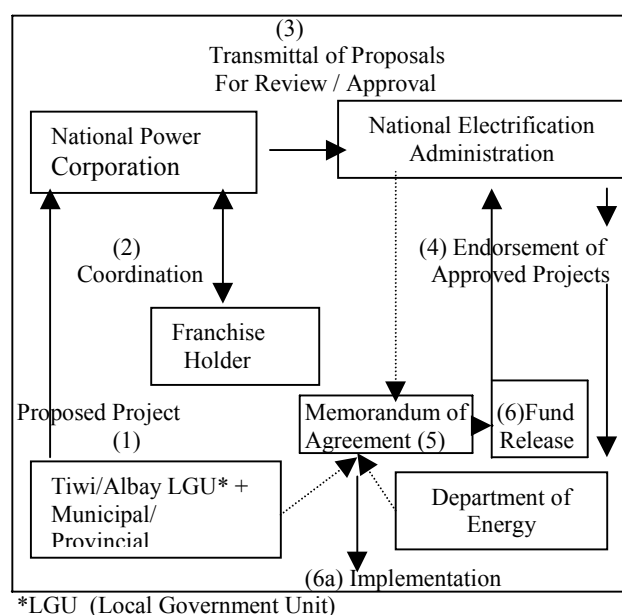 (3)
Transmittal of Proposals
For Review / Approval
National Power
Corporation
National Electrification
Administration
(2)
Coordination
(4) Endorsement of
Approved Projects
Franchise
Holder
Proposed Project
(1)
Memorandum of
Agreement (5)
(6)Fund
Release
Tiwi/Albay LGU* +
Municipal/
Provincial
Department of
Energy
(6a) Implementation
*LGU (Local Government Unit)